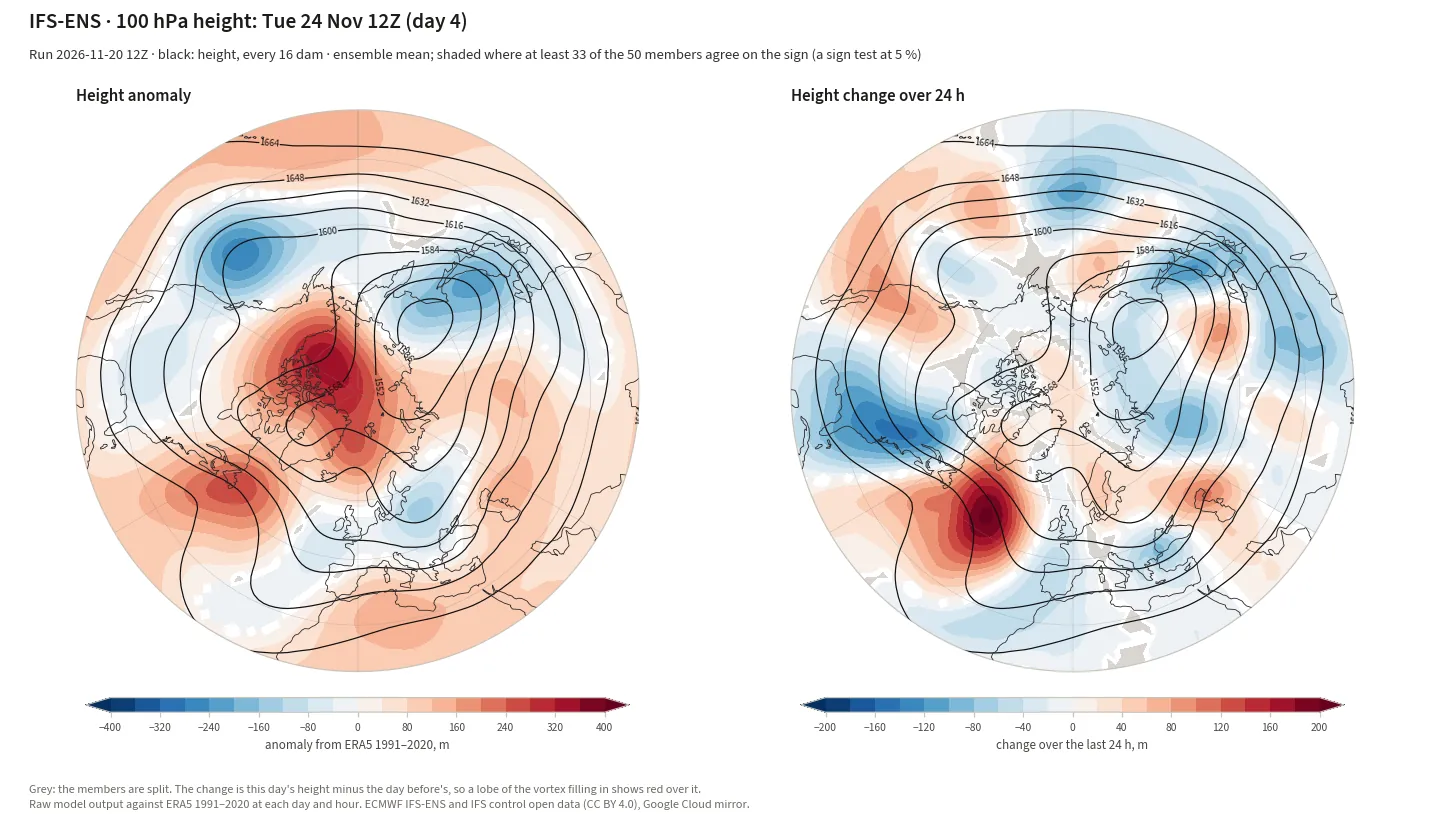 IFS-ENS · 100 hPa height: Tue 24 Nov 12Z (day 4)
Run 2026-11-20 12Z · black: height, every 16 dam · ensemble mean; shaded where at least 33 of the 50 members agree on the sign (a sign test at 5 %)
Height anomaly
Height change over 24 h
1664
1648
1632
1616
1600
1584
1568
1552
1664
1648
1632
1616
1600
1584
1568
1552
−400 −320 −240 −160 −80 0 80 160 240 320 400
anomaly from ERA5 1991–2020, m
−200 −160 −120 −80 −40 0 40 80 120 160 200
change over the last 24 h, m
Grey: the members are split. The change is this day's height minus the day before's, so a lobe of the vortex filling in shows red over it.
Raw model output against ERA5 1991–2020 at each day and hour. ECMWF IFS-ENS and IFS control open data (CC BY 4.0), Google Cloud mirror.